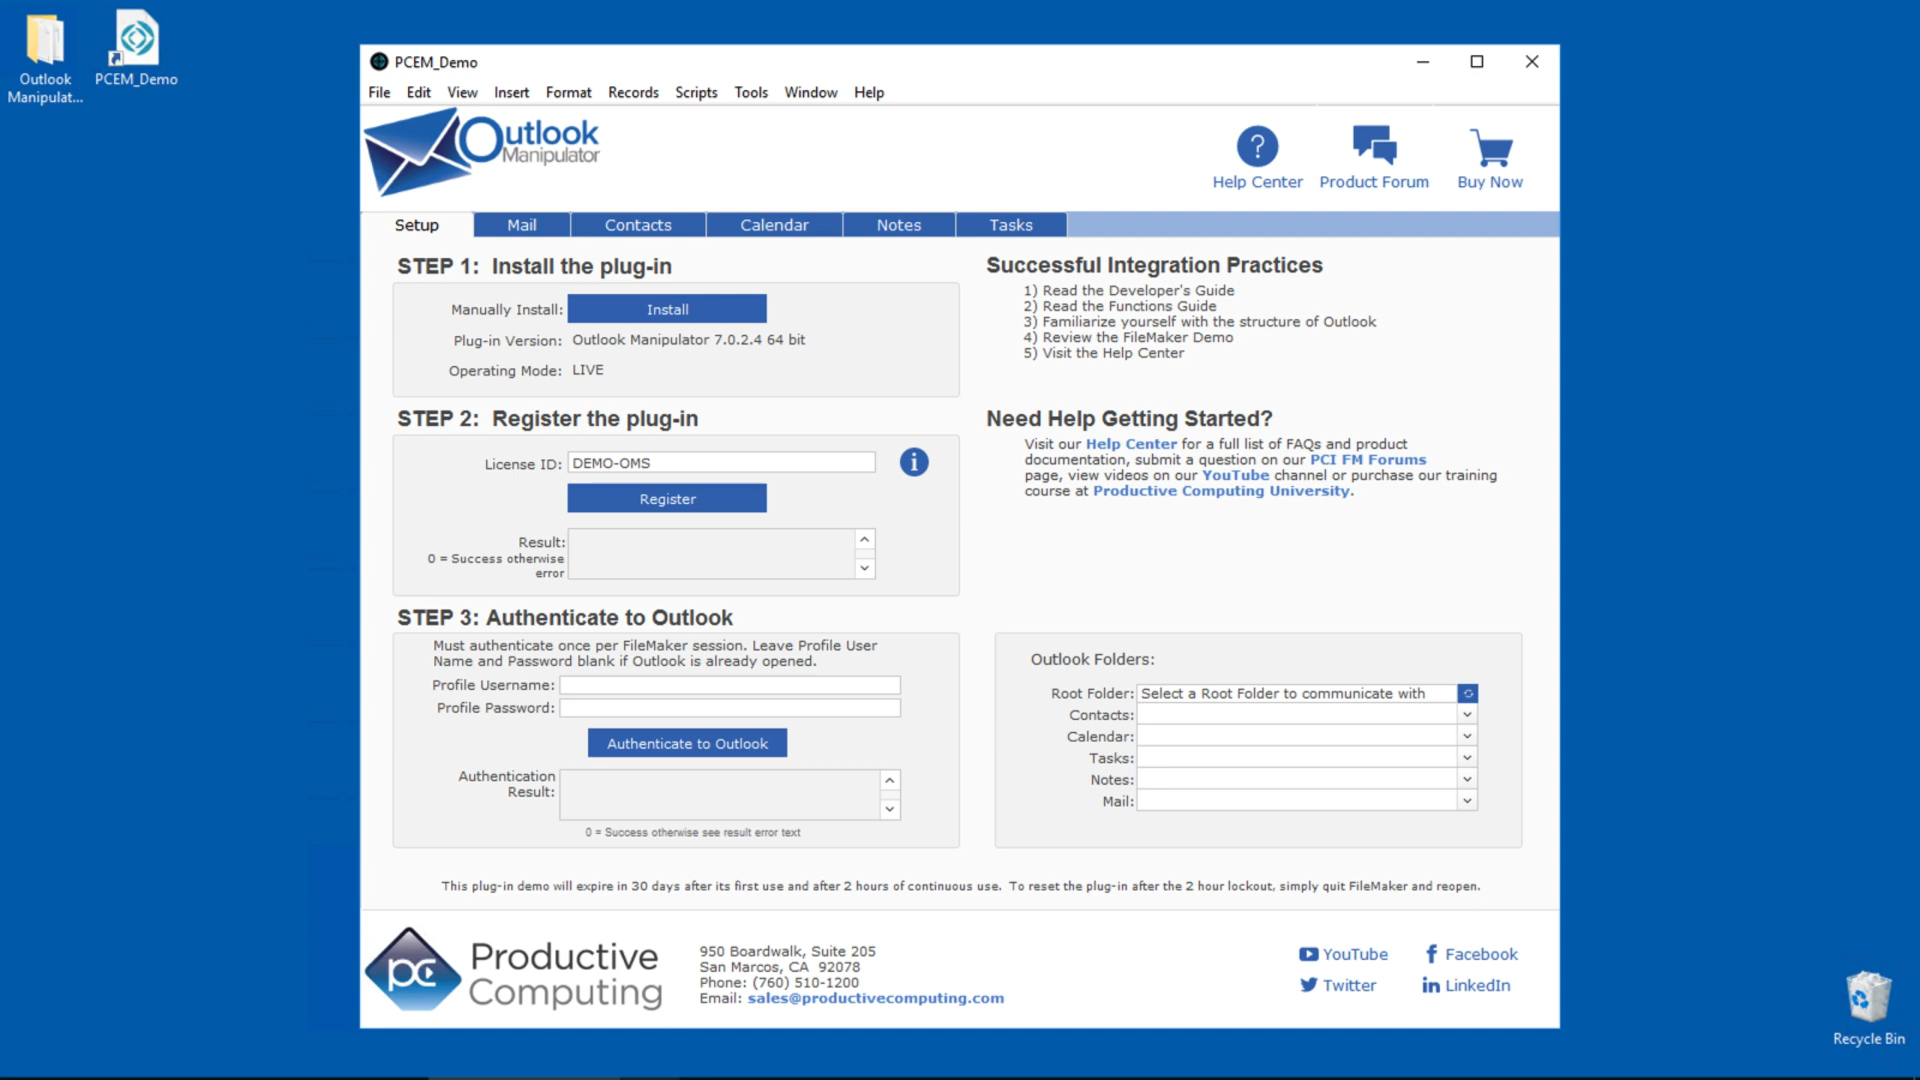 Outlook
Manipulat...
PCEM_Demo
PCEM_Demo
File Edit View Insert Format Records Scripts Tools Window Help
Outlook
Manipulator
?
Help Center Product Forum Buy Now
Setup Mail Contacts Calendar Notes Tasks
STEP 1: Install the plug-in
Manually Install: Install
Plug-in Version: Outlook Manipulator 7.0.2.4 64 bit
Operating Mode: LIVE
Successful Integration Practices
1) Read the Developer's Guide
2) Read the Functions Guide
3) Familiarize yourself with the structure of Outlook
4) Review the FileMaker Demo
5) Visit the Help Center
STEP 2: Register the plug-in
License ID: DEMO-OMS
i
Register
Result:
0 = Success otherwise
error
Need Help Getting Started?
Visit our Help Center for a full list of FAQs and product
documentation, submit a question on our PCI FM Forums
page, view videos on our YouTube channel or purchase our training
course at Productive Computing University.
STEP 3: Authenticate to Outlook
Must authenticate once per FileMaker session. Leave Profile User
Name and Password blank if Outlook is already opened.
Profile Username:
Profile Password:
Authenticate to Outlook
Authentication
Result:
0 = Success otherwise see result error text
Outlook Folders:
Root Folder: Select a Root Folder to communicate with
Contacts:
Calendar:
Tasks:
Notes:
Mail:
This plug-in demo will expire in 30 days after its first use and after 2 hours of continuous use. To reset the plug-in after the 2 hour lockout, simply quit FileMaker and reopen.
pc
Productive
Computing
950 Boardwalk, Suite 205
San Marcos, CA 92078
Phone: (760) 510-1200
Email: sales@productivecomputing.com
YouTube Facebook
Twitter LinkedIn
Recycle Bin